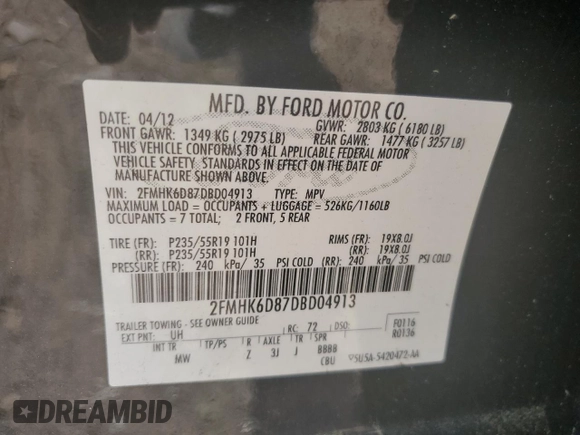 MFD. BY FORD MOTOR CO.
DATE: 04/12 GVWR: 2803 KG ( 6180 LB)
FRONT GAWR: 1349 KG ( 2975 LB) REAR GAWR: 1477 KG ( 3257 LB)
THIS VEHICLE CONFORMS TO ALL APPLICABLE FEDERAL MOTOR
VEHICLE SAFETY STANDARDS IN EFFECT ON THE DATE OF
MANUFACTURE SHOWN ABOVE.
VIN: 2FMHK6D87DBD04913 TYPE: MPV
MAXIMUM LOAD = OCCUPANTS + LUGGAGE = 526KG/1160LB
OCCUPANTS = 7 TOTAL; 2 FRONT, 5 REAR
TIRE (FR): P235/55R19 101H RIMS (FR): 19X8.0J
(RR): P235/55R19 101H (RR): 19X8.0J
PRESSURE (FR): 240 kPa/ 35 PSI COLD (RR): 240 kPa/ 35 PSI COLD
2FMHK6D87DBD04913
TRAILER TOWING - SEE OWNER GUIDE
EXT PNT: UH RC: 72 DSO: F0116
R0136
INT TR TP/PS R AXLE TR SPR
MW Z 3J J BBBB
CBU 5U5A-5420472-AA
DREAMBID